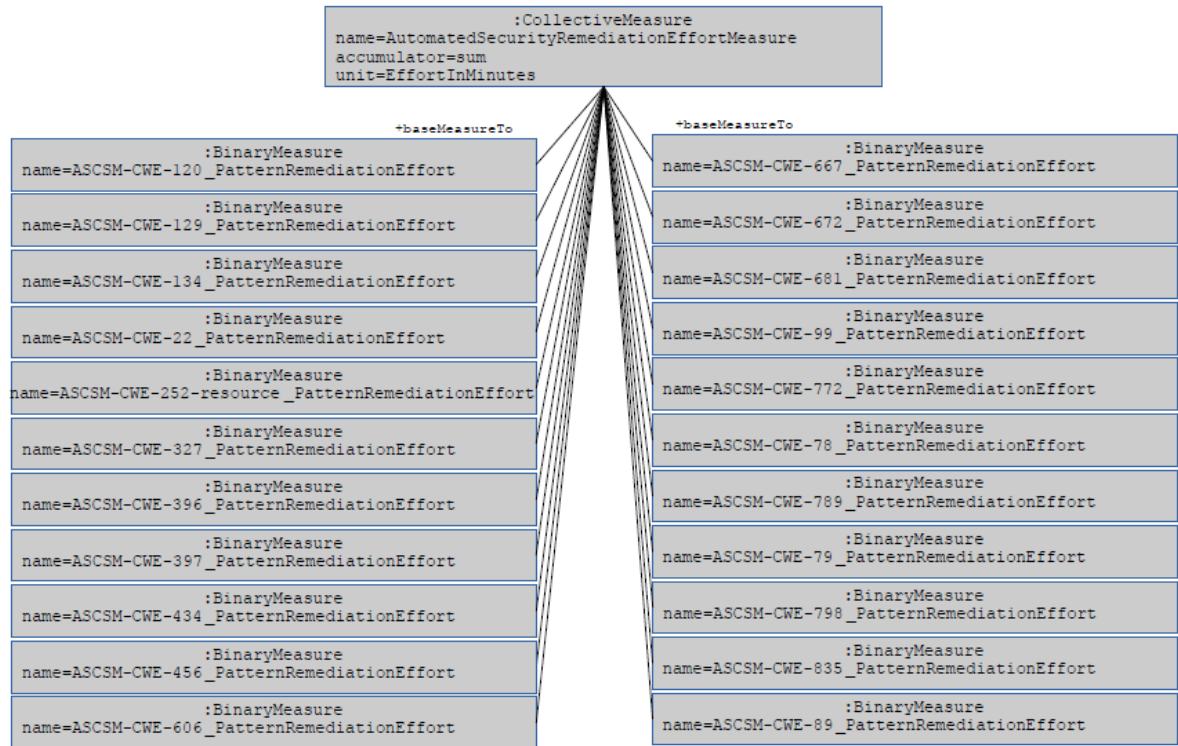 :CollectiveMeasure
name=AutomatedSecurityRemediationEffortMeasure
accumulator=sum
unit=EffortInMinutes
+baseMeasureTo
:BinaryMeasure
name=ASCSM-CWE-120_PatternRemediationEffort
:BinaryMeasure
name=ASCSM-CWE-129_PatternRemediationEffort
:BinaryMeasure
name=ASCSM-CWE-134_PatternRemediationEffort
:BinaryMeasure
name=ASCSM-CWE-22_PatternRemediationEffort
:BinaryMeasure
name=ASCSM-CWE-252-resource_PatternRemediationEffort
:BinaryMeasure
name=ASCSM-CWE-327_PatternRemediationEffort
:BinaryMeasure
name=ASCSM-CWE-396_PatternRemediationEffort
:BinaryMeasure
name=ASCSM-CWE-397_PatternRemediationEffort
:BinaryMeasure
name=ASCSM-CWE-434_PatternRemediationEffort
:BinaryMeasure
name=ASCSM-CWE-456_PatternRemediationEffort
:BinaryMeasure
name=ASCSM-CWE-606_PatternRemediationEffort
+baseMeasureTo
:BinaryMeasure
name=ASCSM-CWE-667_PatternRemediationEffort
:BinaryMeasure
name=ASCSM-CWE-672_PatternRemediationEffort
:BinaryMeasure
name=ASCSM-CWE-681_PatternRemediationEffort
:BinaryMeasure
name=ASCSM-CWE-99_PatternRemediationEffort
:BinaryMeasure
name=ASCSM-CWE-772_PatternRemediationEffort
:BinaryMeasure
name=ASCSM-CWE-78_PatternRemediationEffort
:BinaryMeasure
name=ASCSM-CWE-789_PatternRemediationEffort
:BinaryMeasure
name=ASCSM-CWE-79_PatternRemediationEffort
:BinaryMeasure
name=ASCSM-CWE-798_PatternRemediationEffort
:BinaryMeasure
name=ASCSM-CWE-835_PatternRemediationEffort
:BinaryMeasure
name=ASCSM-CWE-89_PatternRemediationEffort